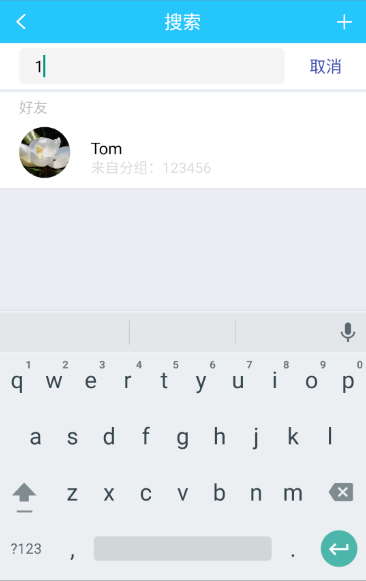 搜索
1
取消
好友
Tom
来自分组：123456
1 2 3 4 5 6 7 8 9 0
q w e r t y u i o p
a s d f g h j k l
z x c v b n m
?123 , .